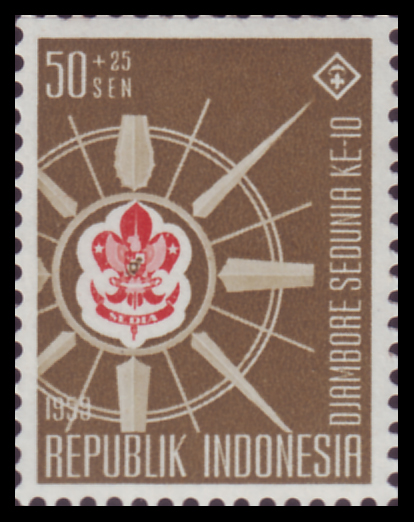 50 + 25
SEN
DJAMBORE SEDUNIA KE-10
SEDIA
1959
REPUBLIK INDONESIA